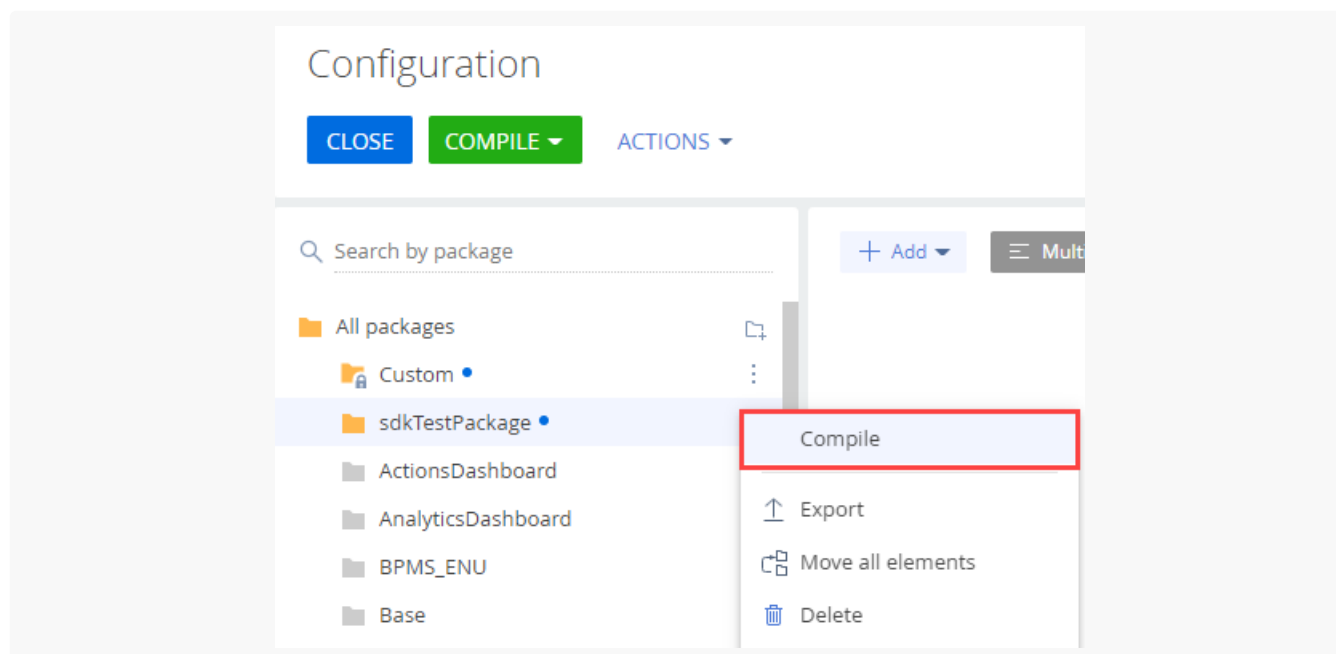 Configuration
CLOSE COMPILE ACTIONS
Search by package
Add Mult
All packages
Custom
sdkTestPackage
Compile
ActionsDashboard
Export
AnalyticsDashboard
Move all elements
BPMS_ENU
Delete
Base